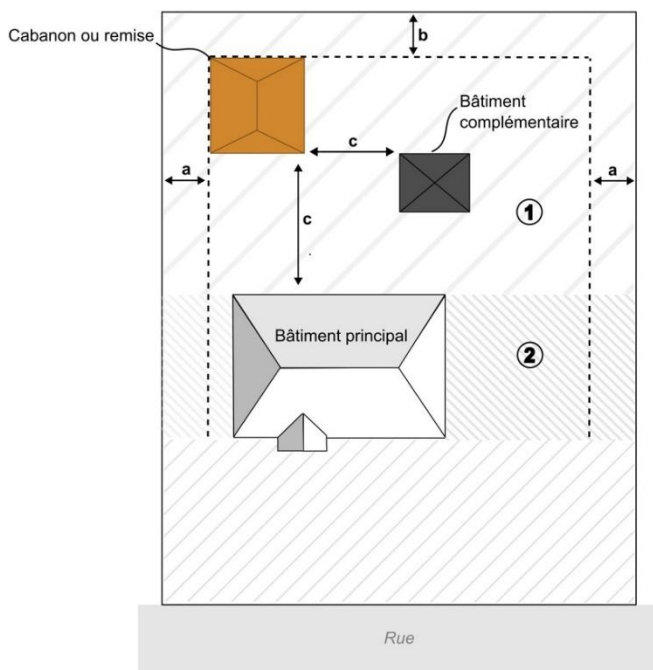 b
Cabanon ou remise
Bâtiment
complémentaire
c
a
a
c
1
Bâtiment principal
2
Rue